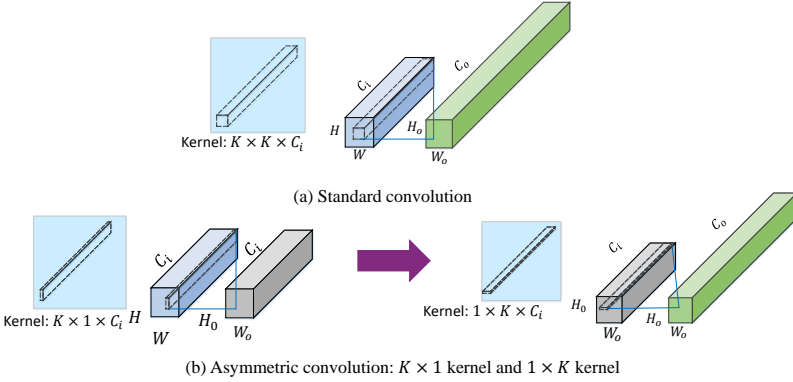 C_i
C_o
H
H_o
W
W_o
Kernel: K × K × C_i
(a) Standard convolution
C_i
C_i
C_i
C_o
Kernel: K × 1 × C_i
H
W
H_0
W_o
Kernel: 1 × K × C_i
H_0
W_o
H_o
W_o
(b) Asymmetric convolution: K × 1 kernel and 1 × K kernel